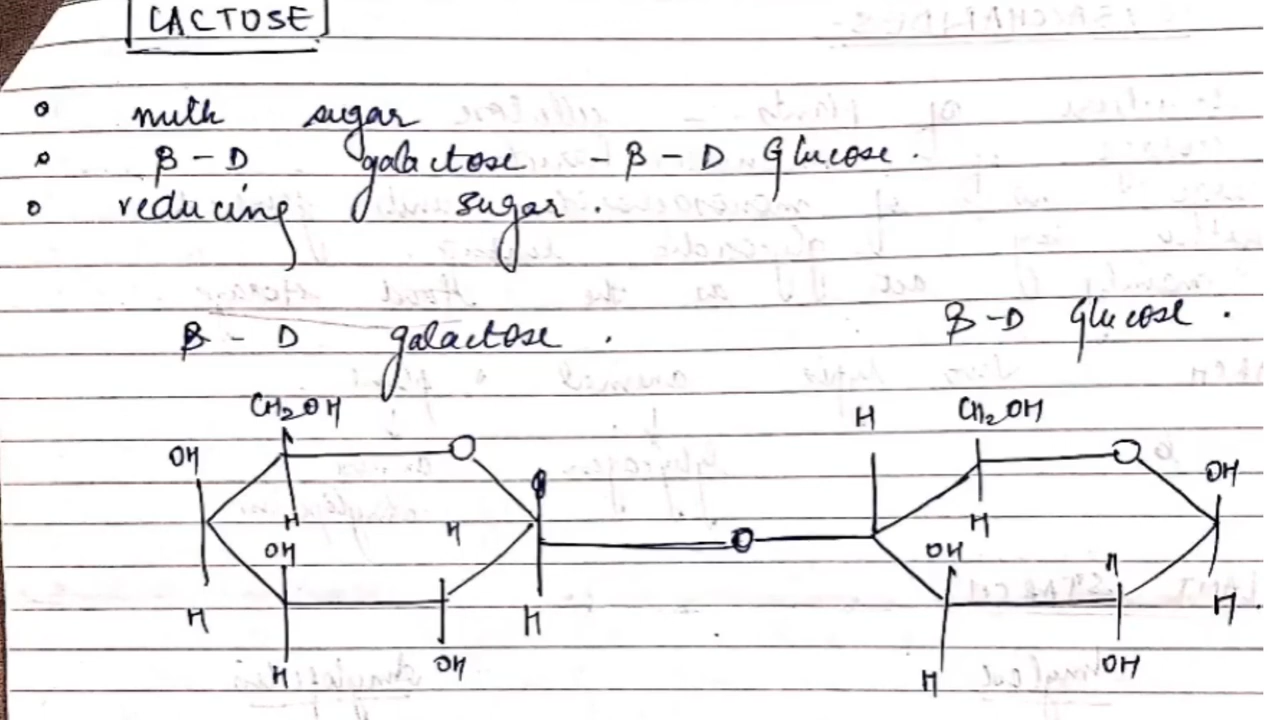 LACTOSE
milk sugar
β - D galactose - β - D Glucose.
reducing sugar.
β - D galactose. β - D Glucose.
CH₂OH H CH₂OH
OH O O OH
H H H
OH O OH H
H H H
H OH H OH